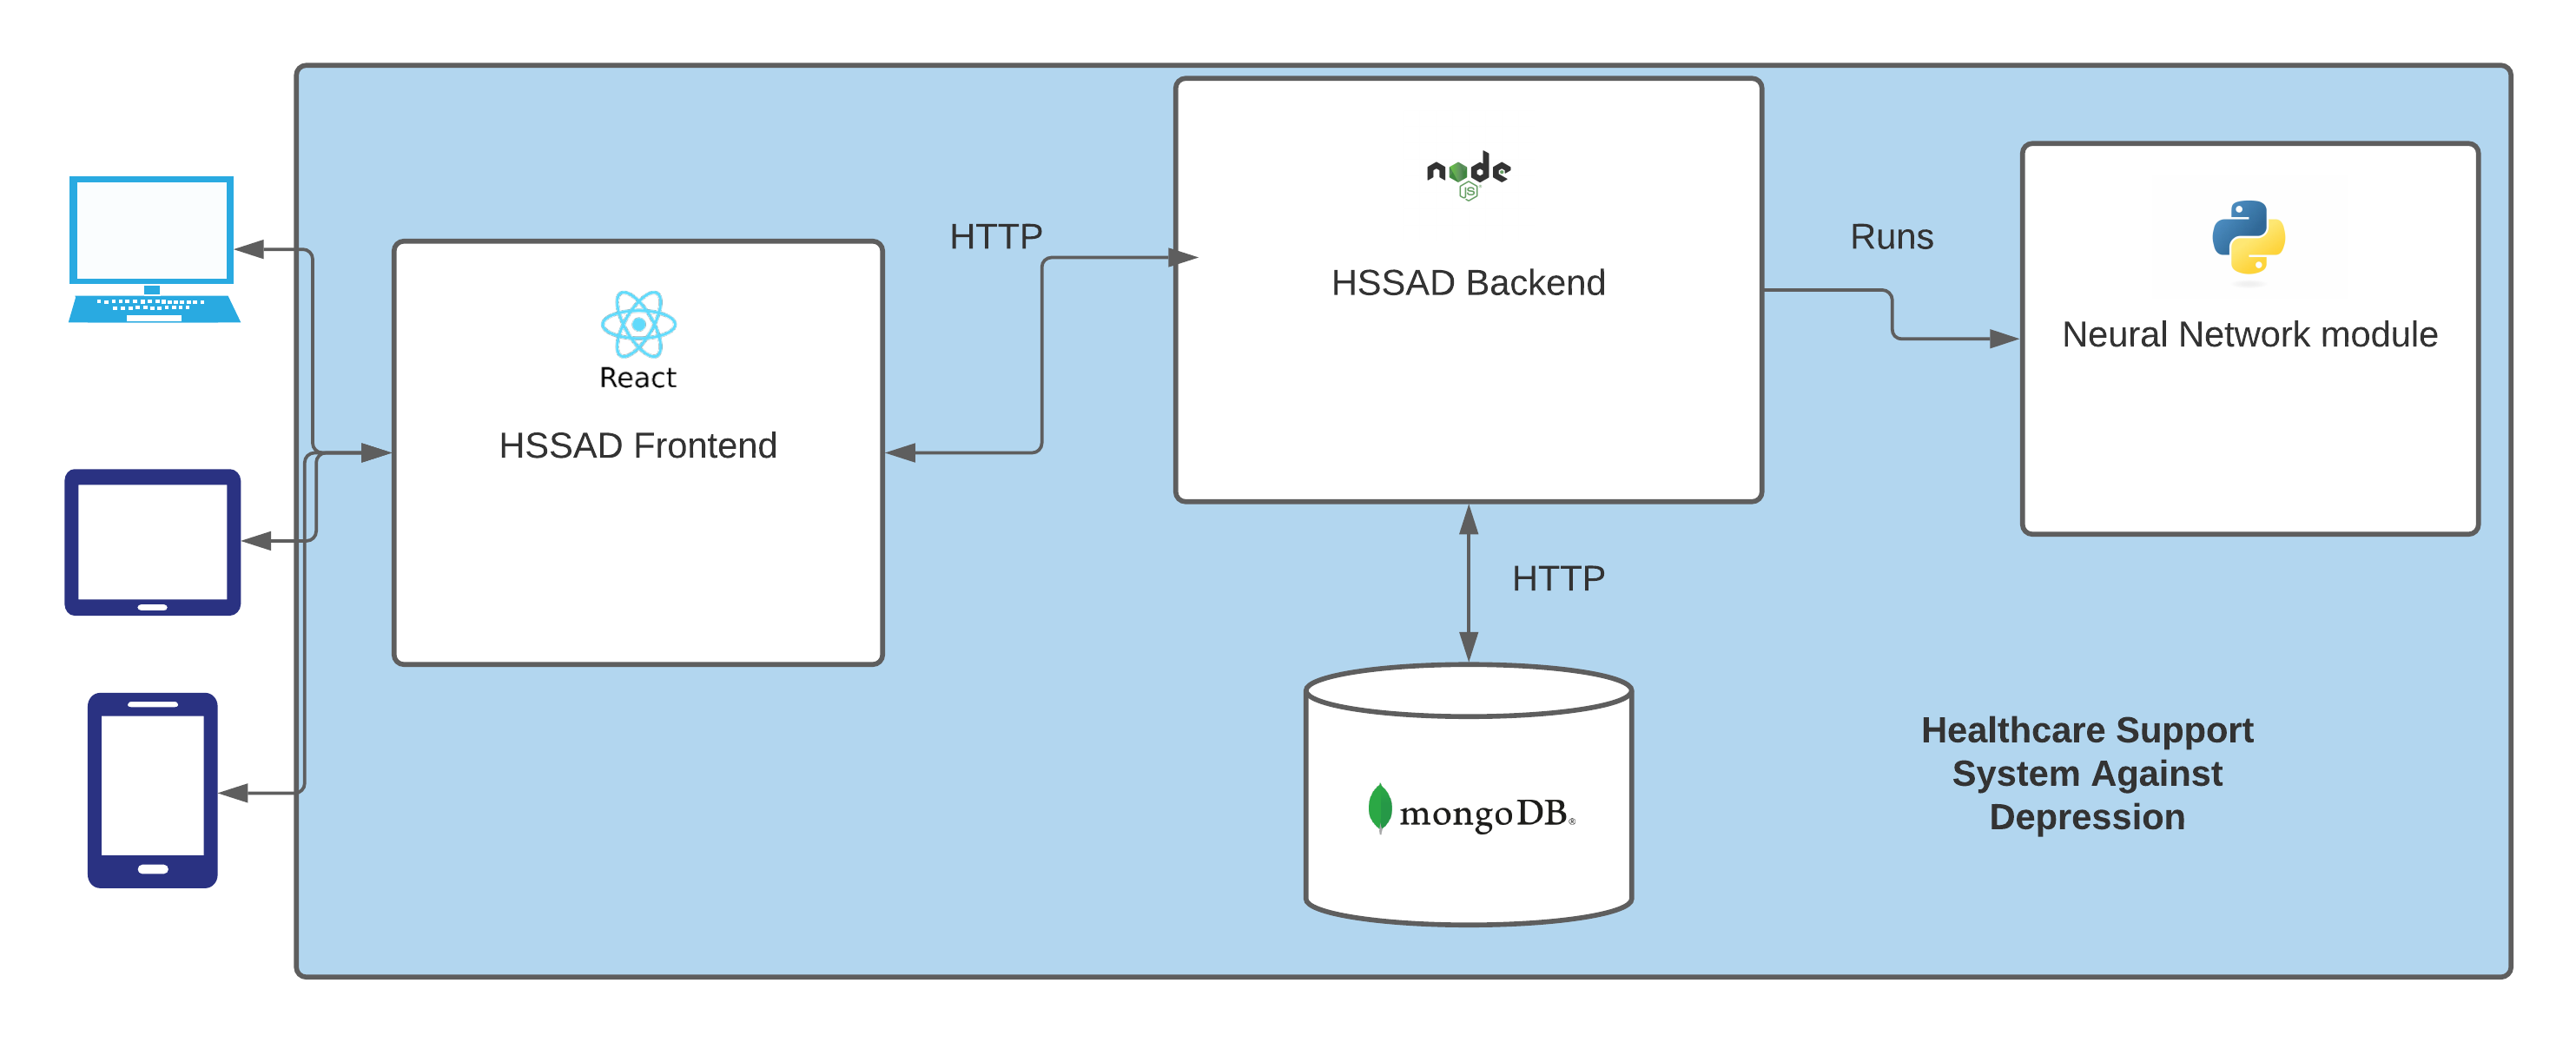 node
JS
HTTP
HSSAD Backend
Runs
Neural Network module
React
HSSAD Frontend
HTTP
mongoDB®
Healthcare Support
System Against
Depression